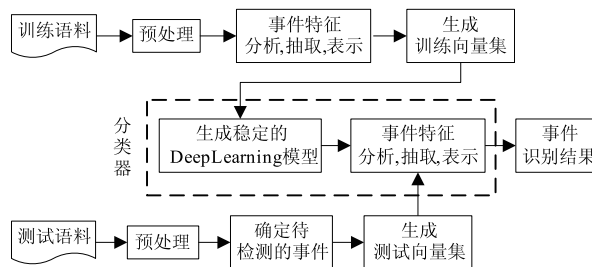 训练语料
预处理
事件特征
分析,抽取,表示
生成
训练向量集
分类器
生成稳定的
DeepLearning模型
事件特征
分析,抽取,表示
事件
识别结果
测试语料
预处理
确定待
检测的事件
生成
测试向量集